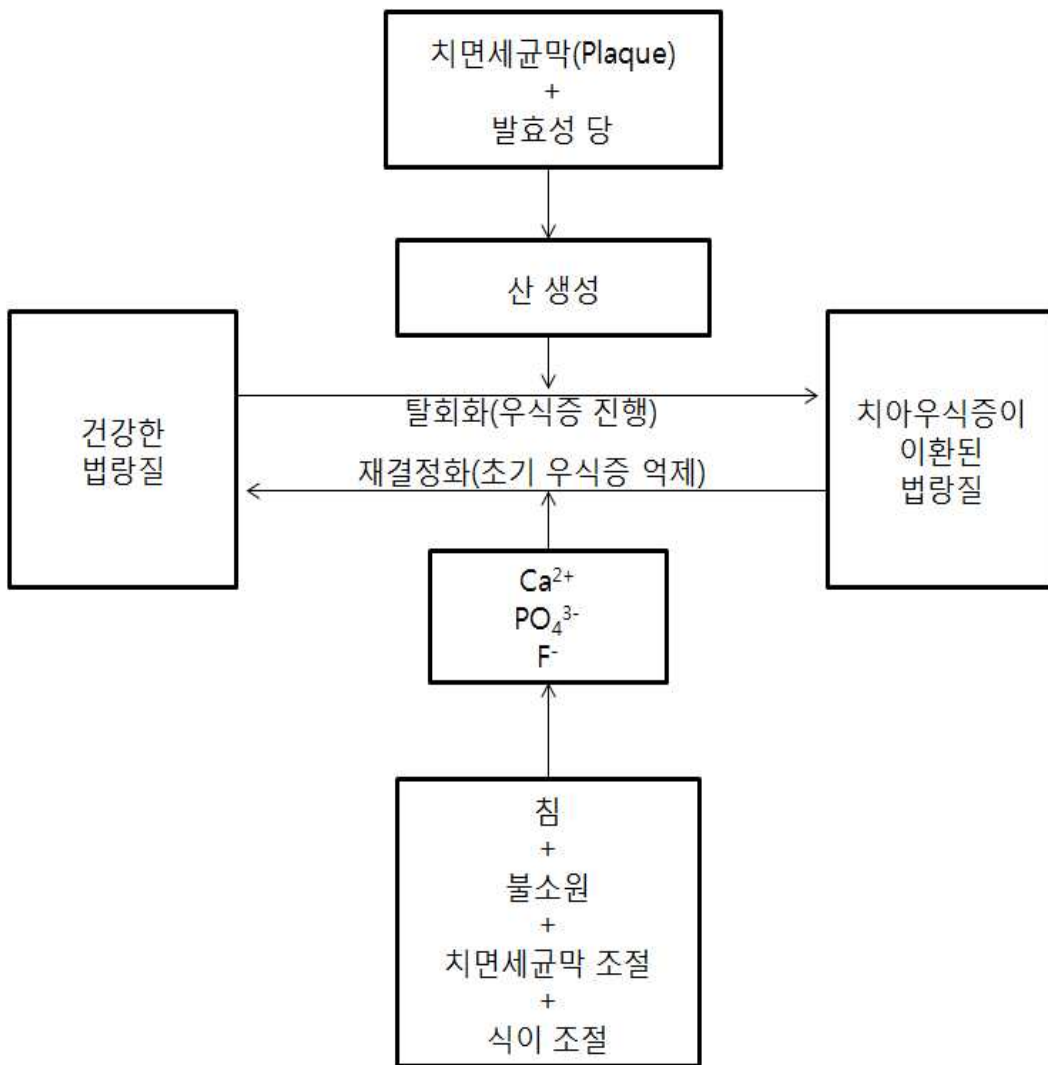 치면세균막(Plaque)
+
발효성 당
산 생성
건강한
법랑질
탈회화(우식증 진행)
재결정화(초기 우식증 억제)
치아우식증이
이환된
법랑질
Ca²⁺
PO₄³⁻
F⁻
침
+
불소원
+
치면세균막 조절
+
식이 조절